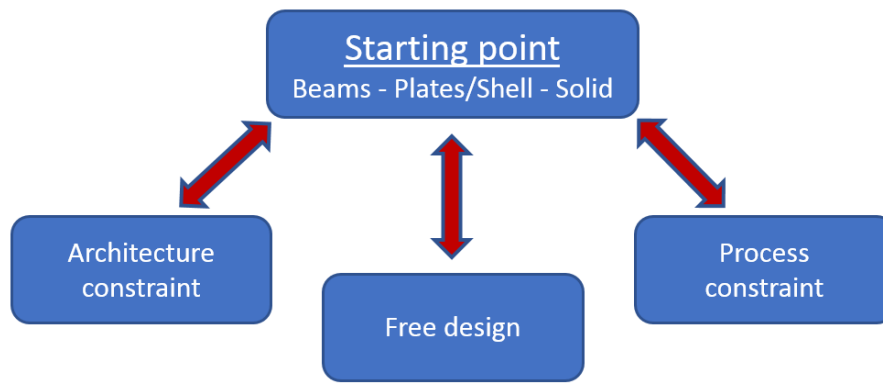 Starting point
Beams - Plates/Shell - Solid
Architecture
constraint
Free design
Process
constraint